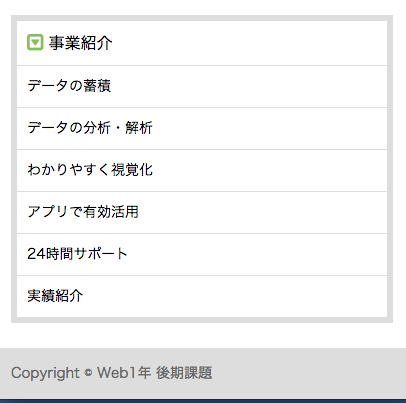 事業紹介
データの蓄積
データの分析・解析
わかりやすく視覚化
アプリで有効活用
24時間サポート
実績紹介
Copyright © Web1年 後期課題